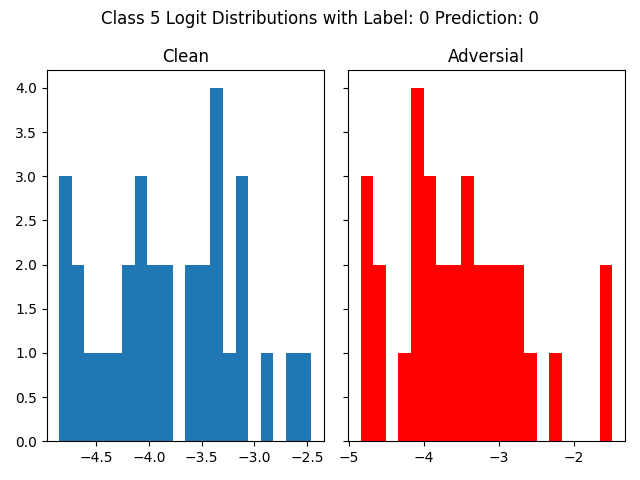 Class 5 Logit Distributions with Label: 0 Prediction: 0
Clean
Adversial
4.0
3.5
3.0
2.5
2.0
1.5
1.0
0.5
0.0
−4.5 −4.0 −3.5 −3.0 −2.5
−5 −4 −3 −2